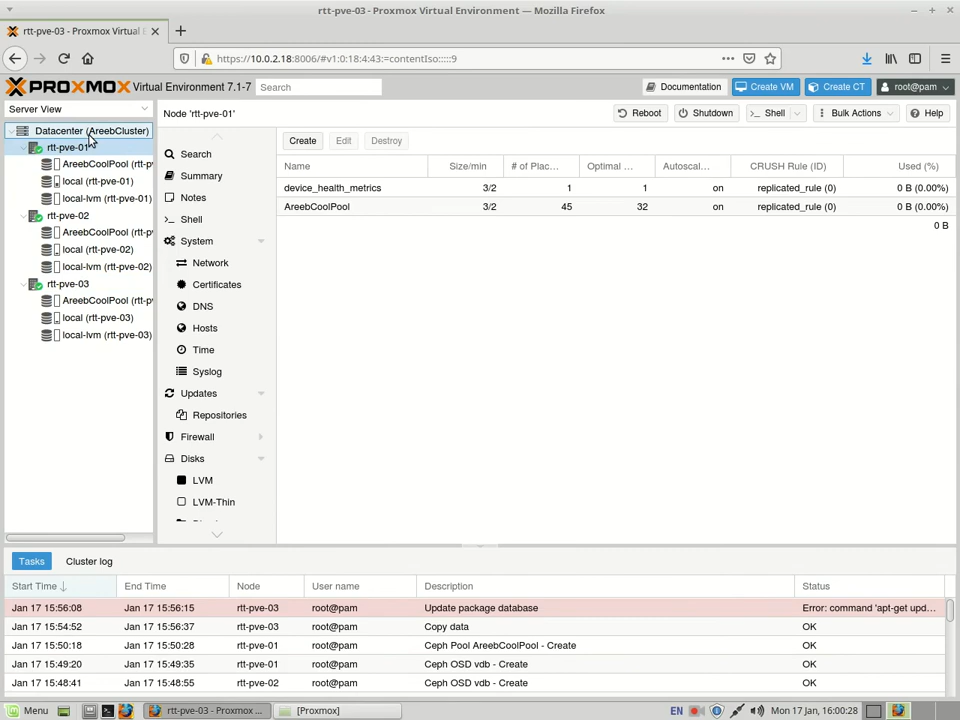 rtt-pve-03 - Proxmox Virtual Environment — Mozilla Firefox
rtt-pve-03 - Proxmox Virtual E
https://10.0.2.18:8006/#v1:0:18:4:43:=contentIso:::::9
PROXMOX Virtual Environment 7.1-7 Search Documentation Create VM Create CT root@pam
Server View
Node 'rtt-pve-01' Reboot Shutdown Shell Bulk Actions Help
Datacenter (AreebCluster)
rtt-pve-01
AreebCoolPool (rtt-p
local (rtt-pve-01)
local-lvm (rtt-pve-01)
rtt-pve-02
AreebCoolPool (rtt-p
local (rtt-pve-02)
local-lvm (rtt-pve-02)
rtt-pve-03
AreebCoolPool (rtt-p
local (rtt-pve-03)
local-lvm (rtt-pve-03)
Search
Summary
Notes
Shell
System
Network
Certificates
DNS
Hosts
Time
Syslog
Updates
Repositories
Firewall
Disks
LVM
LVM-Thin
Create Edit Destroy
Name Size/min # of Plac... Optimal ... Autoscal... CRUSH Rule (ID) Used (%)
device_health_metrics 3/2 1 1 on replicated_rule (0) 0 B (0.00%)
AreebCoolPool 3/2 45 32 on replicated_rule (0) 0 B (0.00%)
0 B
Tasks Cluster log
Start Time End Time Node User name Description Status
Jan 17 15:56:08 Jan 17 15:56:15 rtt-pve-03 root@pam Update package database Error: command 'apt-get upd...
Jan 17 15:54:52 Jan 17 15:56:37 rtt-pve-03 root@pam Copy data OK
Jan 17 15:50:18 Jan 17 15:50:28 rtt-pve-01 root@pam Ceph Pool AreebCoolPool - Create OK
Jan 17 15:49:20 Jan 17 15:49:35 rtt-pve-01 root@pam Ceph OSD vdb - Create OK
Jan 17 15:48:41 Jan 17 15:48:55 rtt-pve-02 root@pam Ceph OSD vdb - Create OK
Menu rtt-pve-03 - Proxmox ... [Proxmox] EN Mon 17 Jan, 16:00:28